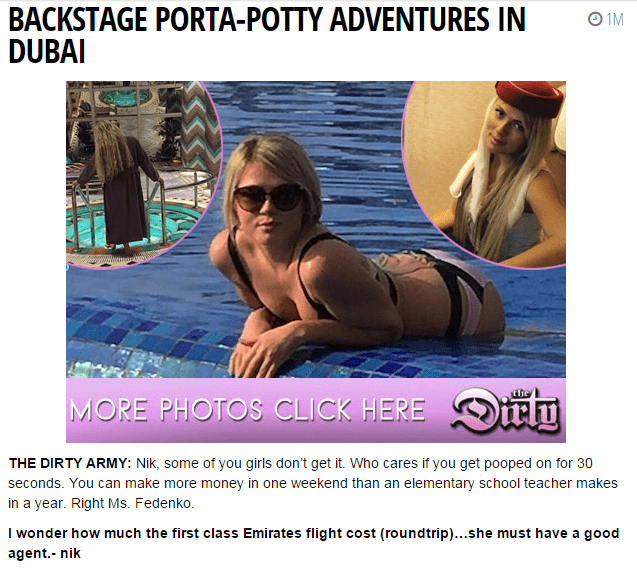 BACKSTAGE PORTA-POTTY ADVENTURES IN
DUBAI
1M
MORE PHOTOS CLICK HERE
the Dirty
THE DIRTY ARMY: Nik, some of you girls don't get it. Who cares if you get pooped on for 30
seconds. You can make more money in one weekend than an elementary school teacher makes
in a year. Right Ms. Fedenko.
I wonder how much the first class Emirates flight cost (roundtrip)…she must have a good
agent.- nik